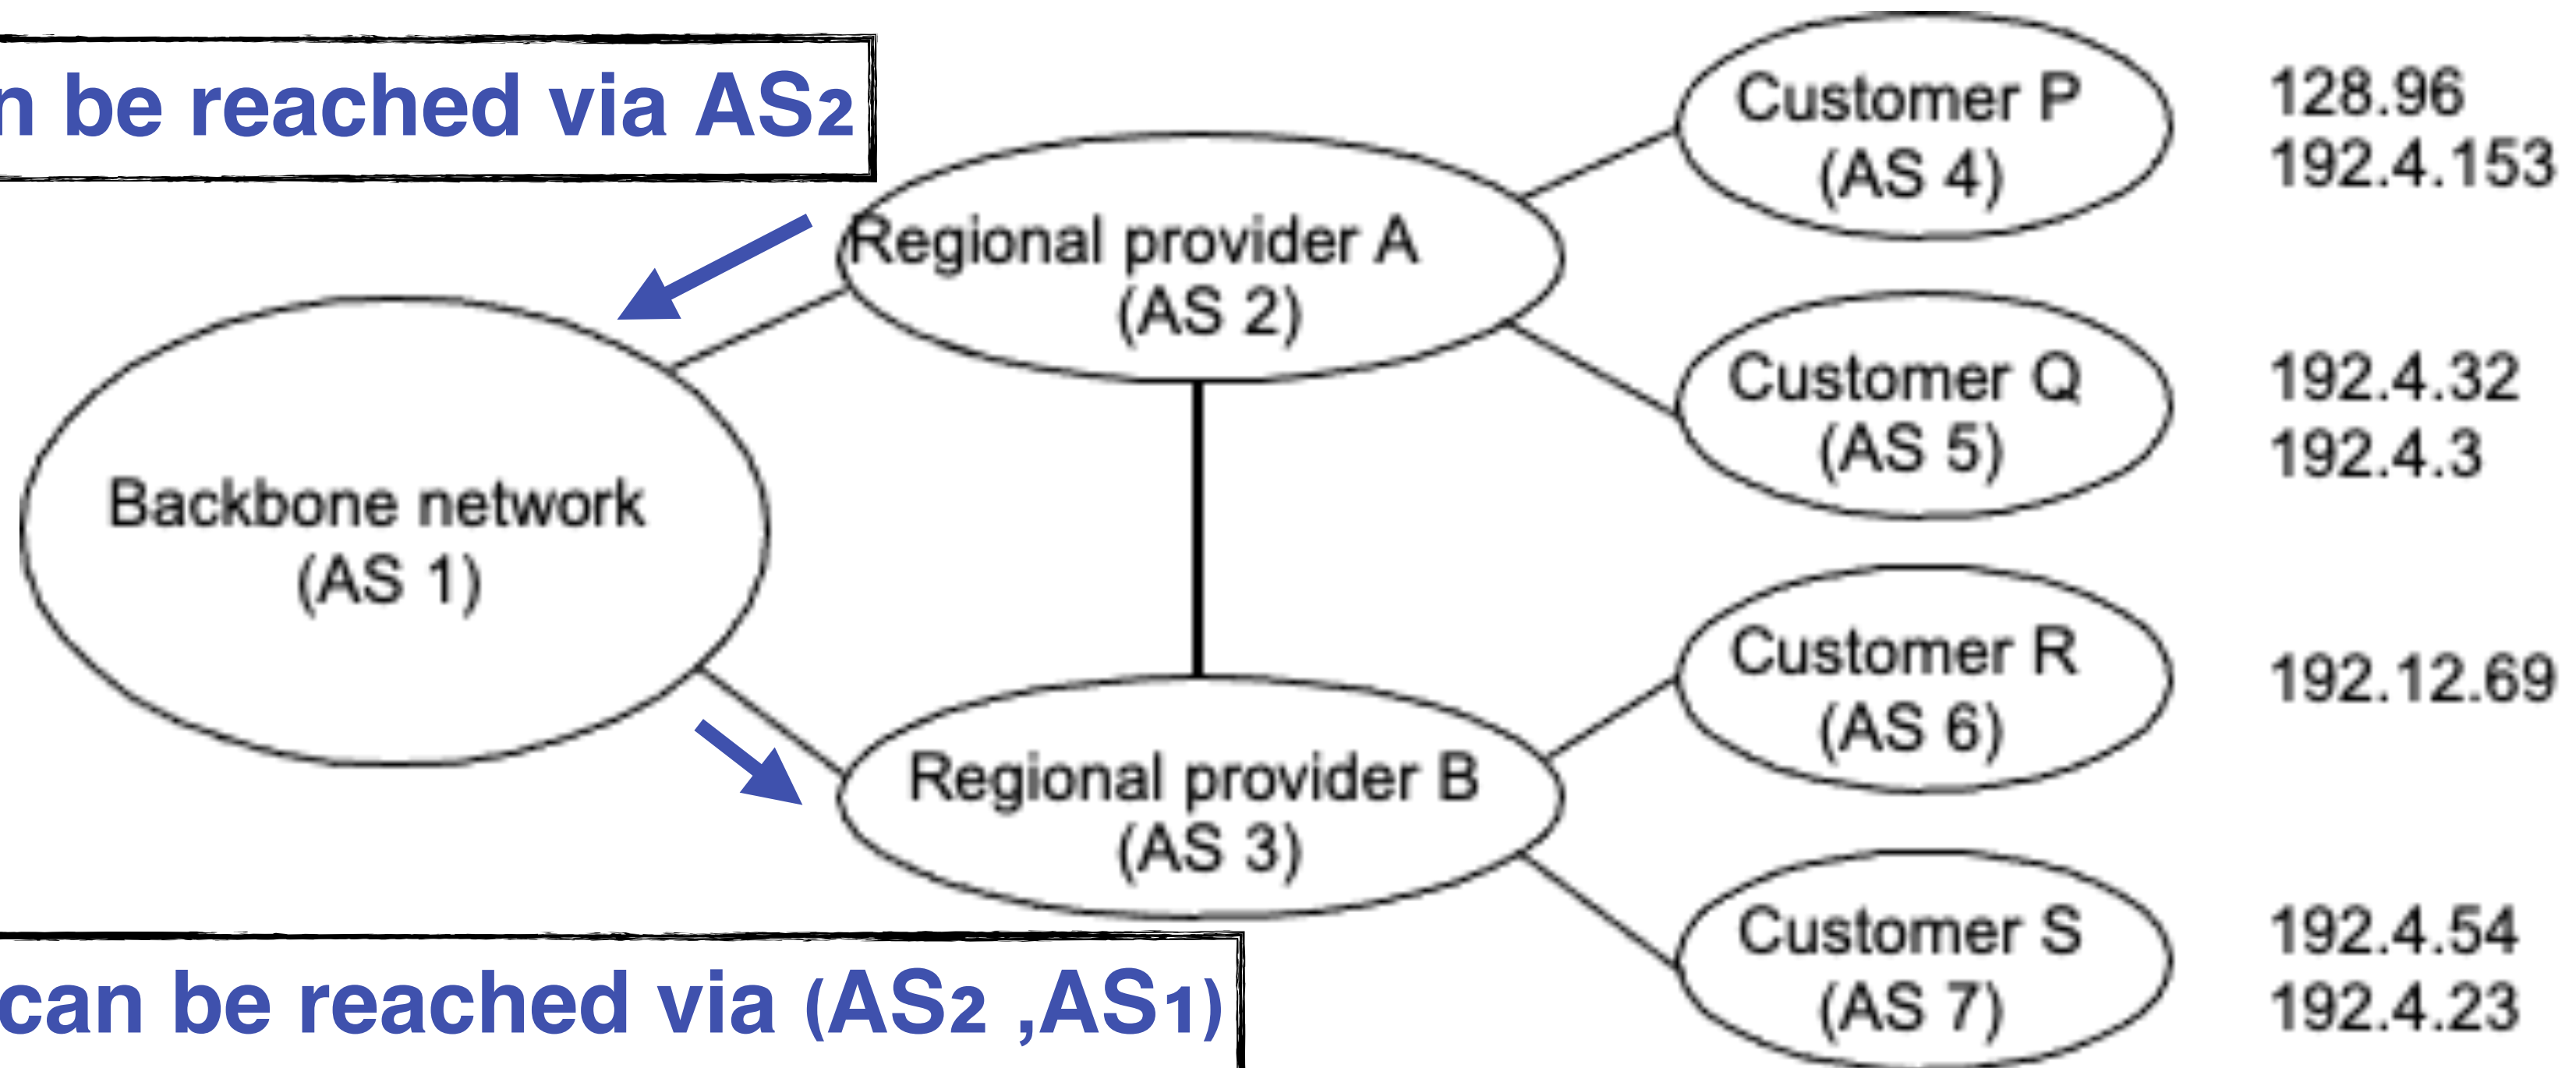 be reached via AS2
Regional provider A
(AS 2)
Customer P
(AS 4)
128.96
192.4.153
Customer Q
(AS 5)
192.4.32
192.4.3
Backbone network
(AS 1)
Regional provider B
(AS 3)
Customer R
(AS 6)
192.12.69
Customer S
(AS 7)
192.4.54
192.4.23
can be reached via (AS2 ,AS1)